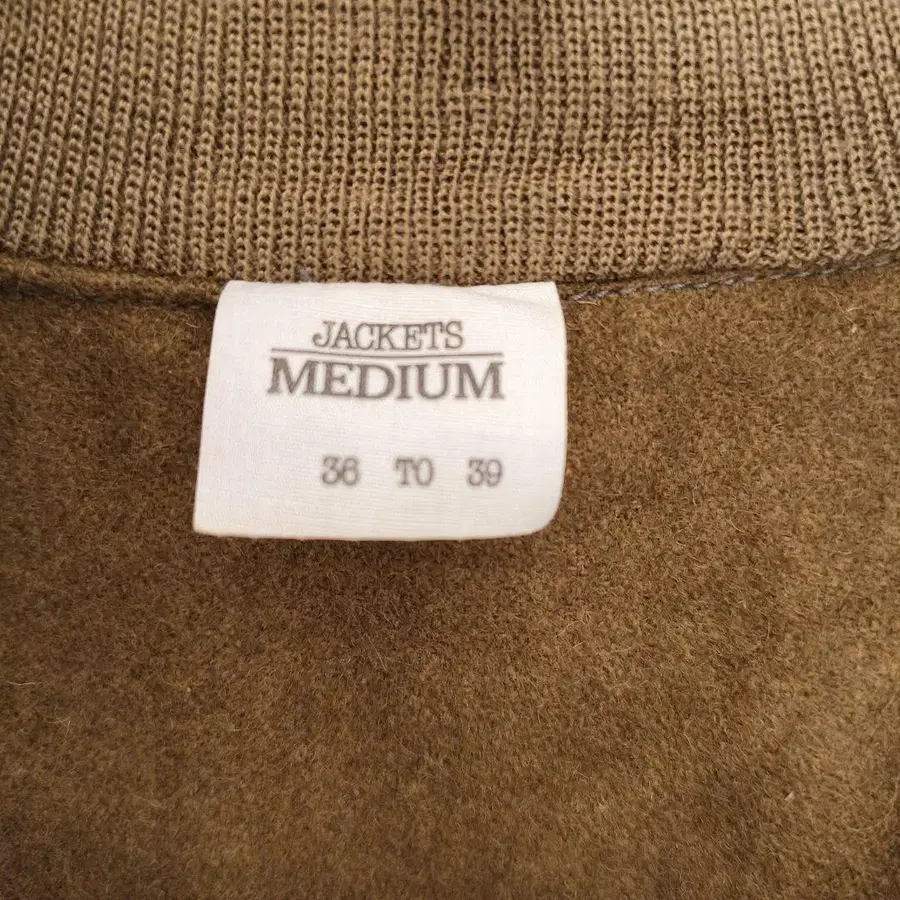 JACKETS
MEDIUM
36 TO 39